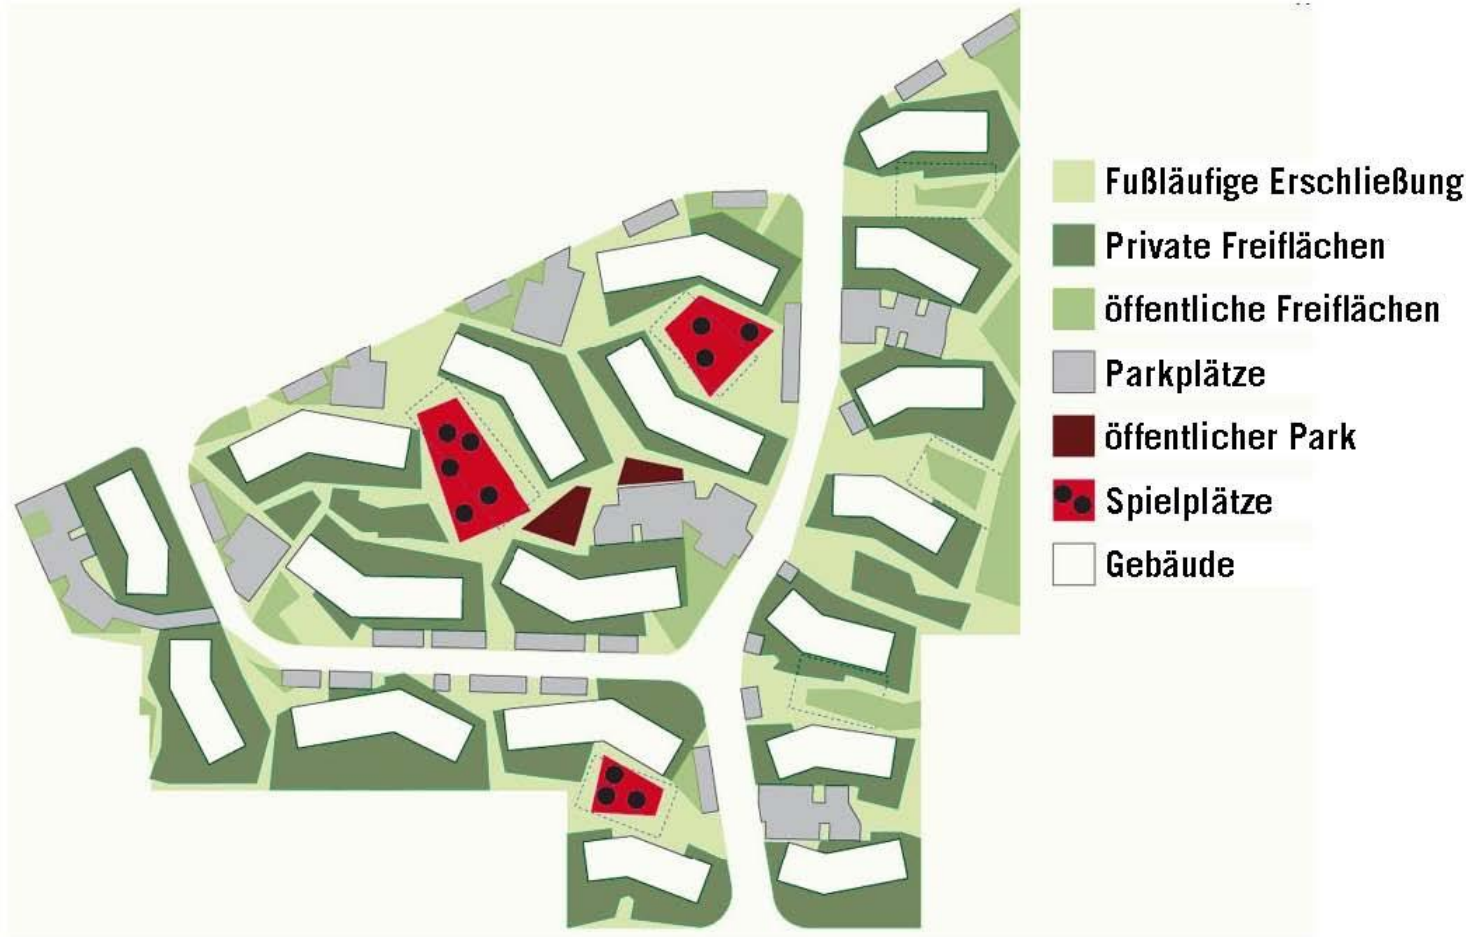 Fußläufige Erschließung
Private Freiflächen
öffentliche Freiflächen
Parkplätze
öffentlicher Park
Spielplätze
Gebäude